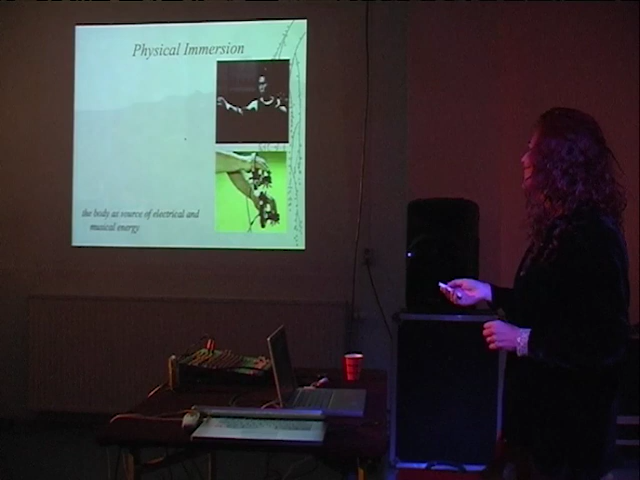 Physical Immersion
the body as source of electrical and
musical energy